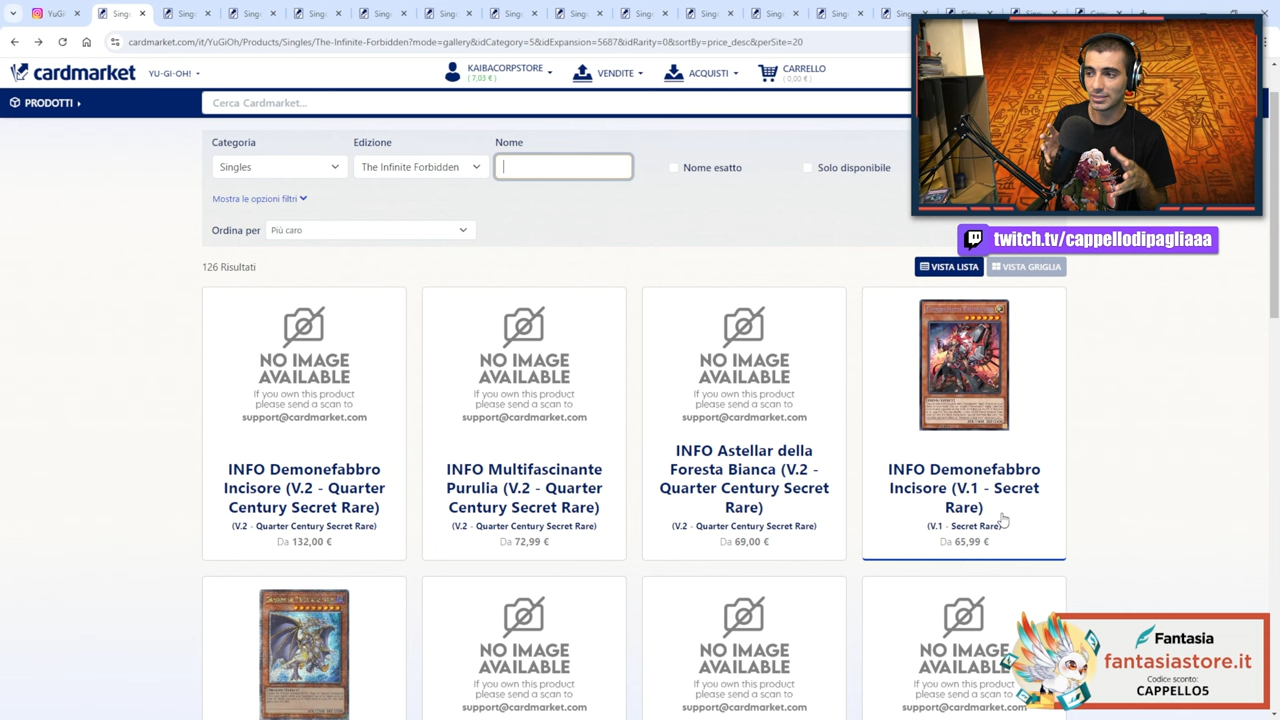 YuGi
Sing
Sing
Sing
Sing
Sing
Sing
Sing
Sing
cardmarket.com/it/YuGiOh/Products/Singles/The-Infinite-Forbidden?mode=gallery&idCategory=5&idExpansion=5687&idRarity=0&sortBy=price_desc&perSite=20
cardmarket
YU-GI-OH!
KAIBACORPSTORE
(7,03 €)
VENDITE
ACQUISTI
CARRELLO
(0,00 €)
PRODOTTI
Cerca Cardmarket...
Categoria
Edizione
Nome
Singles
The Infinite Forbidden
Nome esatto
Solo disponibile
Mostra le opzioni filtri
Ordina per
Più caro
twitch.tv/cappellodipagliaaa
126 Risultati
VISTA LISTA
VISTA GRIGLIA
NO IMAGE
AVAILABLE
If you own this product
please send a scan to
support@cardmarket.com
INFO Demonefabbro
Incisore (V.2 - Quarter
Century Secret Rare)
(V.2 - Quarter Century Secret Rare)
Da 132,00 €
NO IMAGE
AVAILABLE
If you own this product
please send a scan to
support@cardmarket.com
INFO Multifascinante
Purulia (V.2 - Quarter
Century Secret Rare)
(V.2 - Quarter Century Secret Rare)
Da 72,99 €
NO IMAGE
AVAILABLE
If you own this product
please send a scan to
support@cardmarket.com
INFO Astellar della
Foresta Bianca (V.2 -
Quarter Century Secret
Rare)
(V.2 - Quarter Century Secret Rare)
Da 69,00 €
INFO Demonefabbro
Incisore (V.1 - Secret
Rare)
(V.1 - Secret Rare)
Da 65,99 €
NO IMAGE
AVAILABLE
If you own this product
please send a scan to
support@cardmarket.com
NO IMAGE
AVAILABLE
If you own this product
please send a scan to
support@cardmarket.com
NO IMAGE
AVAILABLE
If you own this product
please send a scan to
support@cardmarket.com
Fantasia
fantasiastore.it
Codice sconto:
CAPPELLO5